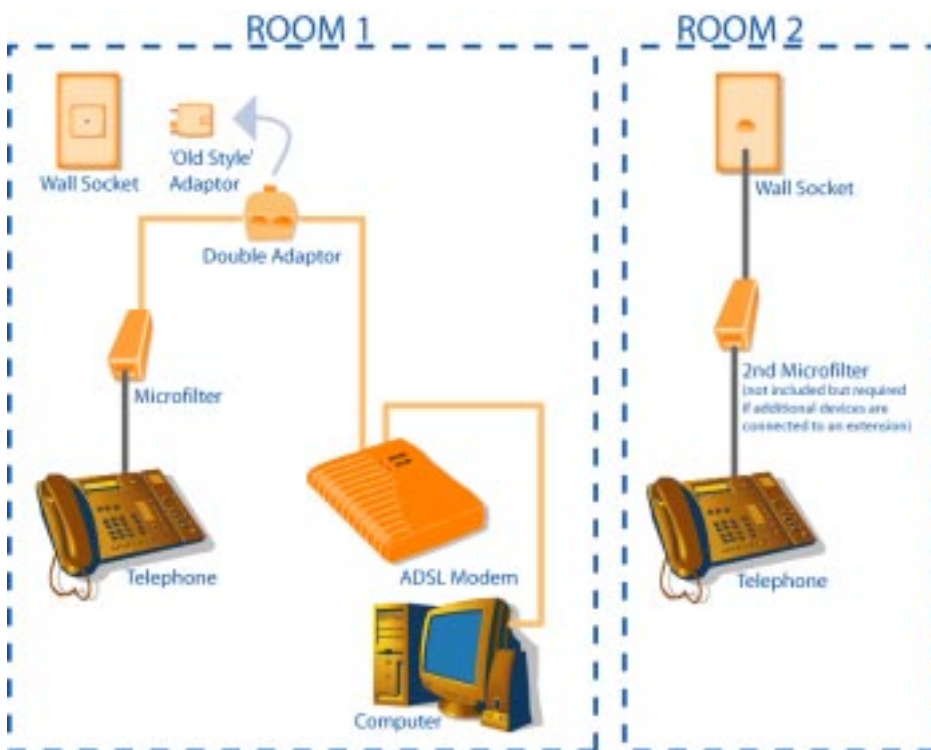 ROOM 1
Wall Socket
'Old Style'
Adaptor
Double Adaptor
Microfilter
Telephone
ADSL Modem
Computer
ROOM 2
Wall Socket
2nd Microfilter
(not included but required
if additional devices are
connected to an extension)
Telephone